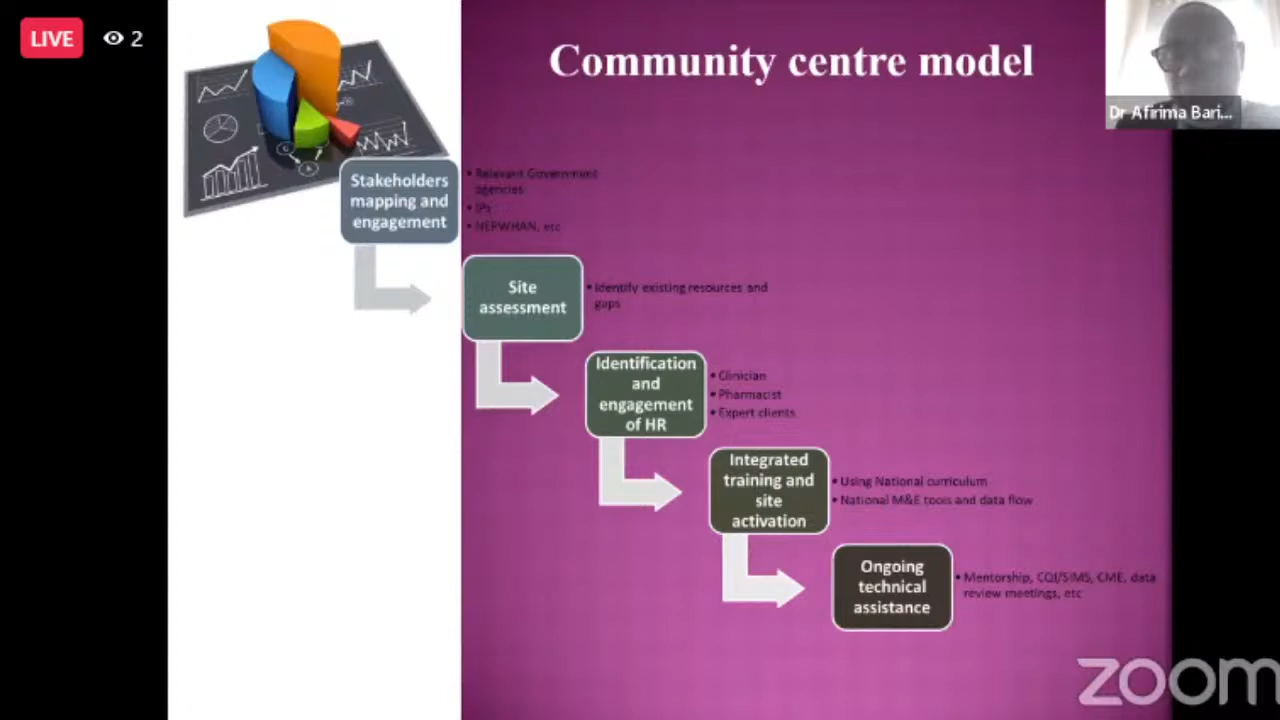 LIVE
2
Community centre model
Dr Afirima Bari...
Stakeholders
mapping and
engagement
• Relevant Government
agencies
• IPs
• NEPWHAN, etc
Site
assessment
• Identify existing resources and
gaps
Identification
and
engagement
of HR
• Clinician
• Pharmacist
• Expert clients
Integrated
training and
site
activation
• Using National curriculum
• National M&E tools and data flow
Ongoing
technical
assistance
• Mentorship, CQI/SIMS, CME, data
review meetings, etc
zoom